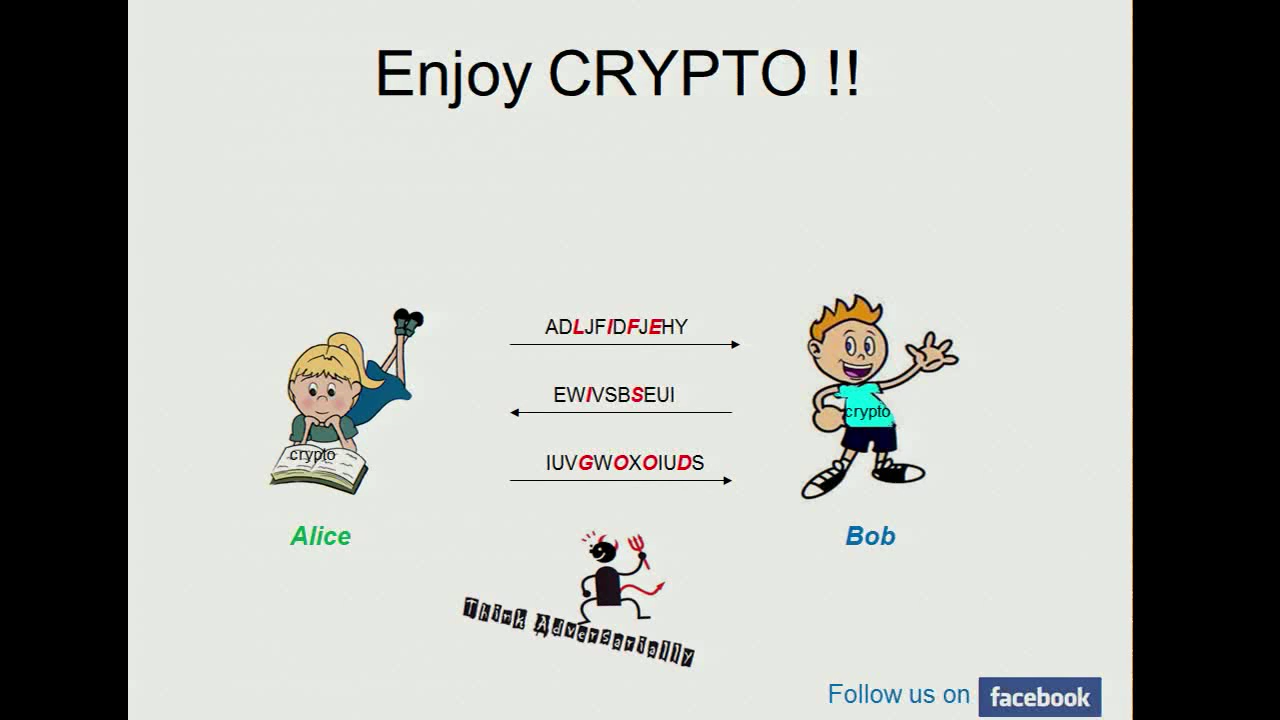 Enjoy CRYPTO !!
ADLJFIDFJEHY
EWIVSBSEUI
crypto
crypto
IUVGWOXOIUDS
Alice
Bob
Think Adversarially
Follow us on facebook